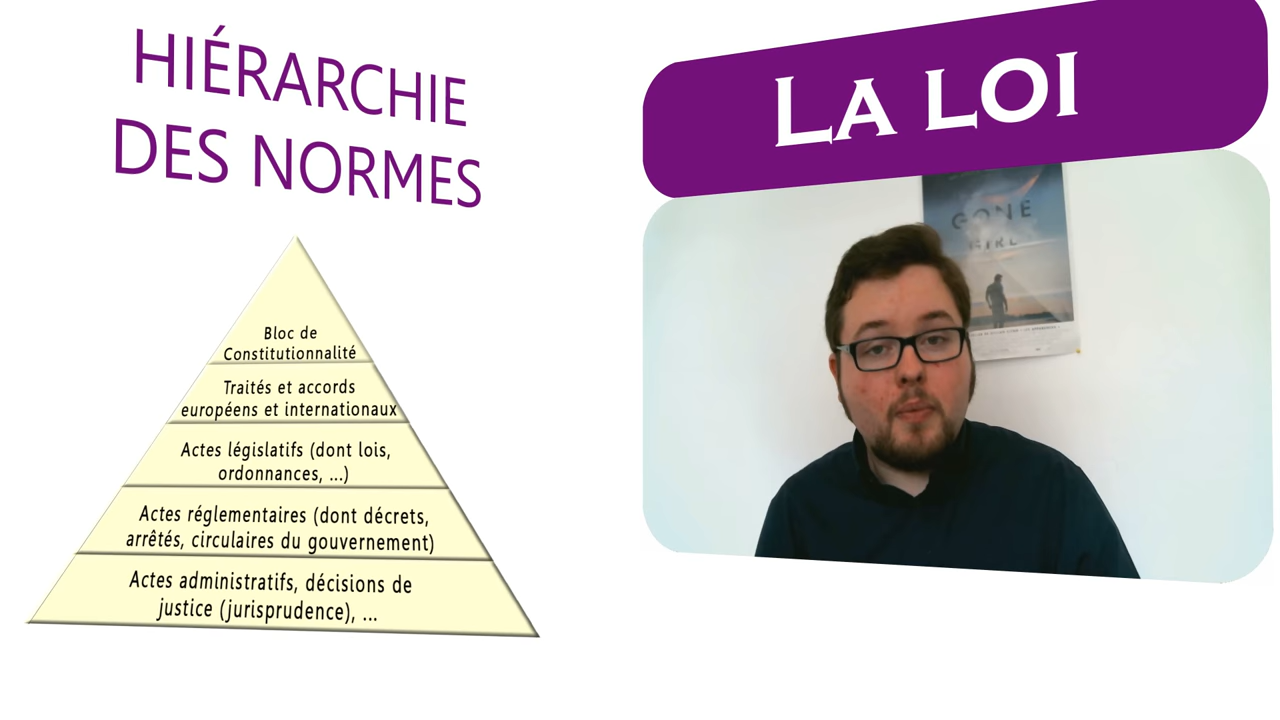 HIÉRARCHIE
DES NORMES
Bloc de
Constitutionnalité
Traités et accords
européens et internationaux
Actes législatifs (dont lois,
ordonnances, ...)
Actes réglementaires (dont décrets,
arrêtés, circulaires du gouvernement)
Actes administratifs, décisions de
justice (jurisprudence), ...
LA LOI
GONE
GIRL